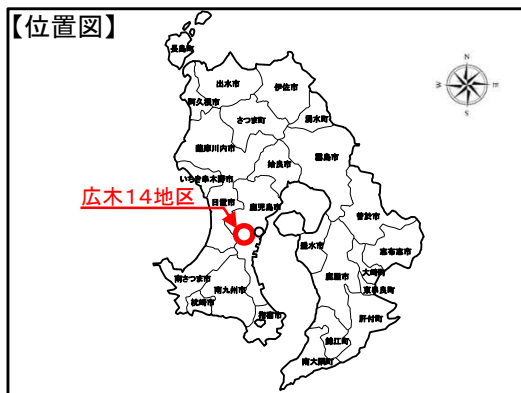 【位置図】
長島町
出水市
伊佐市
阿久根市
湧水町
さつま町
薩摩川内市
姶良市
霧島市
いちき串木野市
日置市
鹿児島市
広木14地区
曽於市
垂水市
志布志市
鹿屋市
大崎町
東串良町
南さつま市
南九州市
枕崎市
指宿市
肝付町
錦江町
南大隅町
N
E
S
W